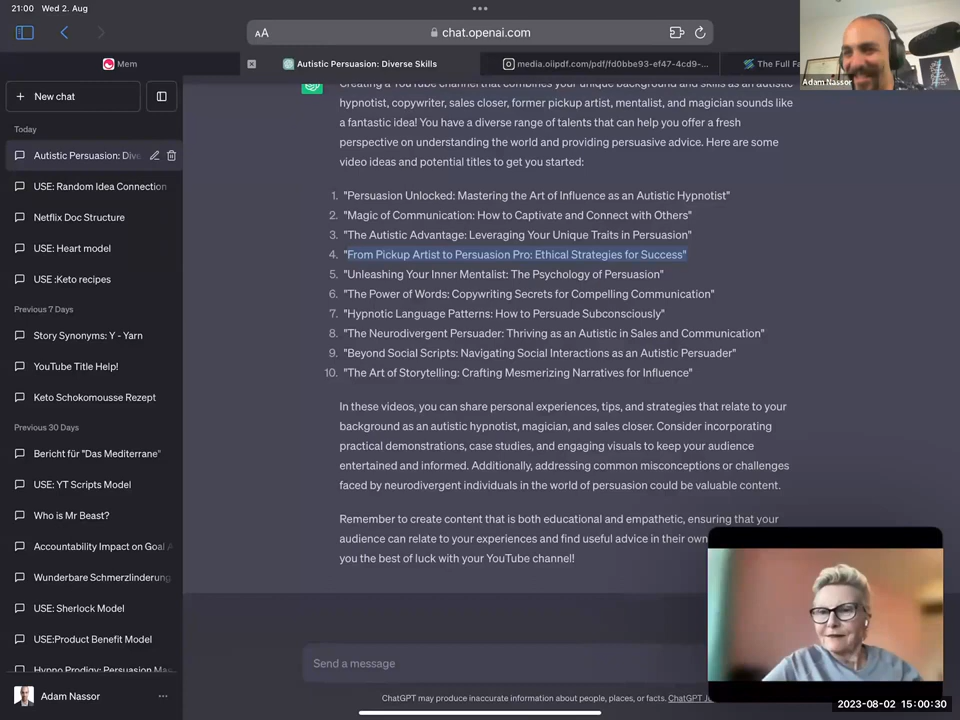 21:00 Wed 2. Aug
AA
chat.openai.com
Mem
Autistic Persuasion: Diverse Skills
media.oiipdf.com/pdf/fd0bbe93-ef47-4cd9-...
The Full Fa
Adam Nassor
New chat
Today
Autistic Persuasion: Div
USE: Random Idea Connection
Netflix Doc Structure
USE: Heart model
USE :Keto recipes
Previous 7 Days
Story Synonyms: Y - Yarn
YouTube Title Help!
Keto Schokomousse Rezept
Previous 30 Days
Bericht für "Das Mediterrane"
USE: YT Scripts Model
Who is Mr Beast?
Accountability Impact on Goal A
Wunderbare Schmerzlinderung
USE: Sherlock Model
USE:Product Benefit Model
Hypno Prodigy: Persuasion Mas
Adam Nassor
Creating a YouTube channel that combines your unique background and skills as an autistic
hypnotist, copywriter, sales closer, former pickup artist, mentalist, and magician sounds like
a fantastic idea! You have a diverse range of talents that can help you offer a fresh
perspective on understanding the world and providing persuasive advice. Here are some
video ideas and potential titles to get you started:
1. "Persuasion Unlocked: Mastering the Art of Influence as an Autistic Hypnotist"
2. "Magic of Communication: How to Captivate and Connect with Others"
3. "The Autistic Advantage: Leveraging Your Unique Traits in Persuasion"
4. "From Pickup Artist to Persuasion Pro: Ethical Strategies for Success"
5. "Unleashing Your Inner Mentalist: The Psychology of Persuasion"
6. "The Power of Words: Copywriting Secrets for Compelling Communication"
7. "Hypnotic Language Patterns: How to Persuade Subconsciously"
8. "The Neurodivergent Persuader: Thriving as an Autistic in Sales and Communication"
9. "Beyond Social Scripts: Navigating Social Interactions as an Autistic Persuader"
10. "The Art of Storytelling: Crafting Mesmerizing Narratives for Influence"
In these videos, you can share personal experiences, tips, and strategies that relate to your
background as an autistic hypnotist, magician, and sales closer. Consider incorporating
practical demonstrations, case studies, and engaging visuals to keep your audience
entertained and informed. Additionally, addressing common misconceptions or challenges
faced by neurodivergent individuals in the world of persuasion could be valuable content.
Remember to create content that is both educational and empathetic, ensuring that your
audience can relate to your experiences and find useful advice in their own
you the best of luck with your YouTube channel!
Send a message
ChatGPT may produce inaccurate information about people, places, or facts. ChatGPT
2023-08-02 15:00:30